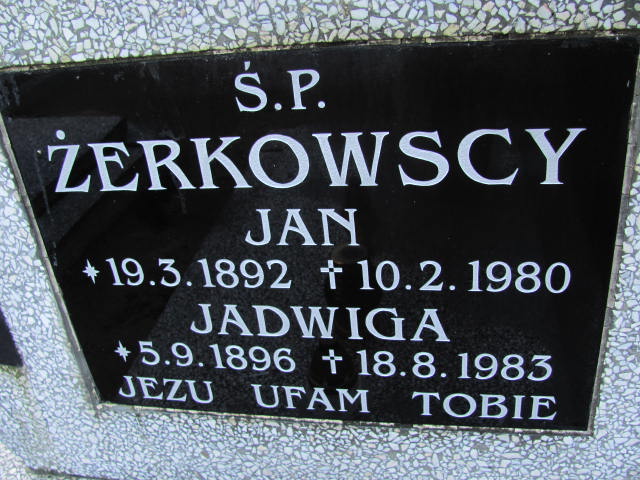 Ś.P.
ŻERKOWSCY
JAN
* 19.3.1892 ✝ 10.2.1980
JADWIGA
* 5.9.1896 ✝ 18.8.1983
JEZU UFAM TOBIE